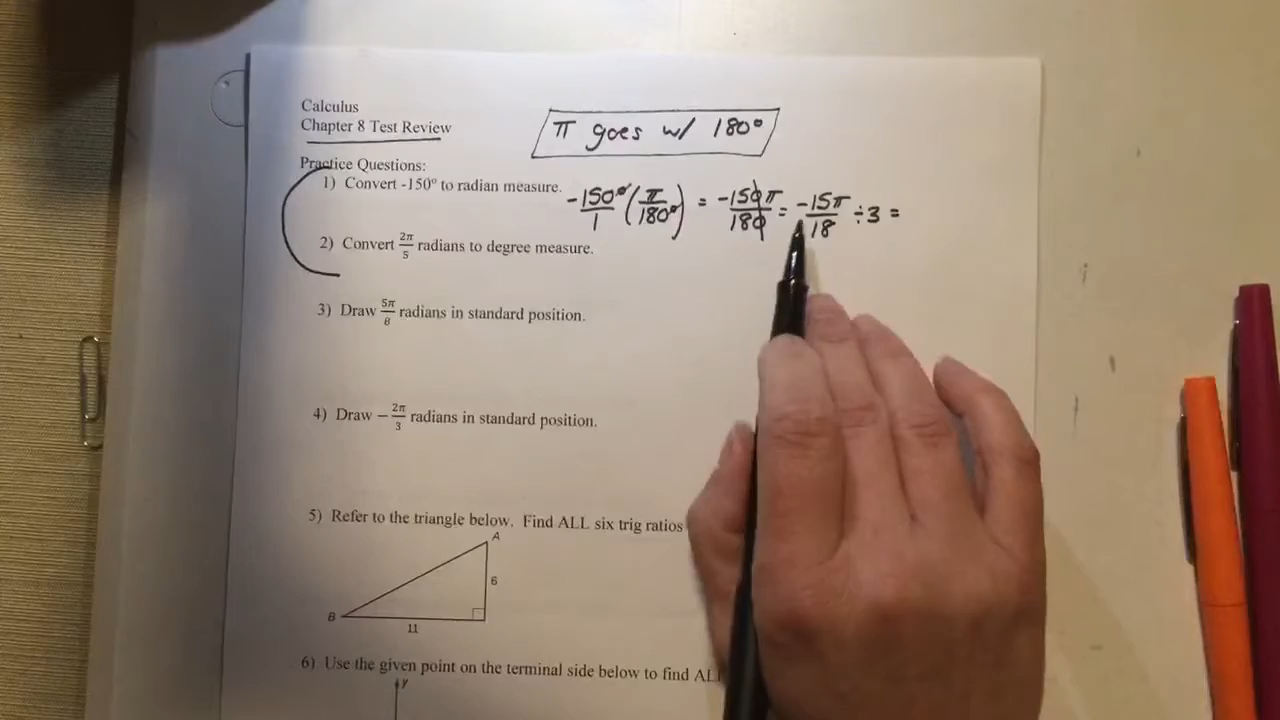 Calculus
Chapter 8 Test Review
π goes w/ 180°
Practice Questions:
1) Convert -150° to radian measure.
-150°/1 (π/180°) = -150π/180 = -15π/18 ÷3 =
2) Convert 2π/5 radians to degree measure.
3) Draw 5π/8 radians in standard position.
4) Draw − 2π/3 radians in standard position.
5) Refer to the triangle below. Find ALL six trig ratios
A
6
B
11
6) Use the given point on the terminal side below to find
y